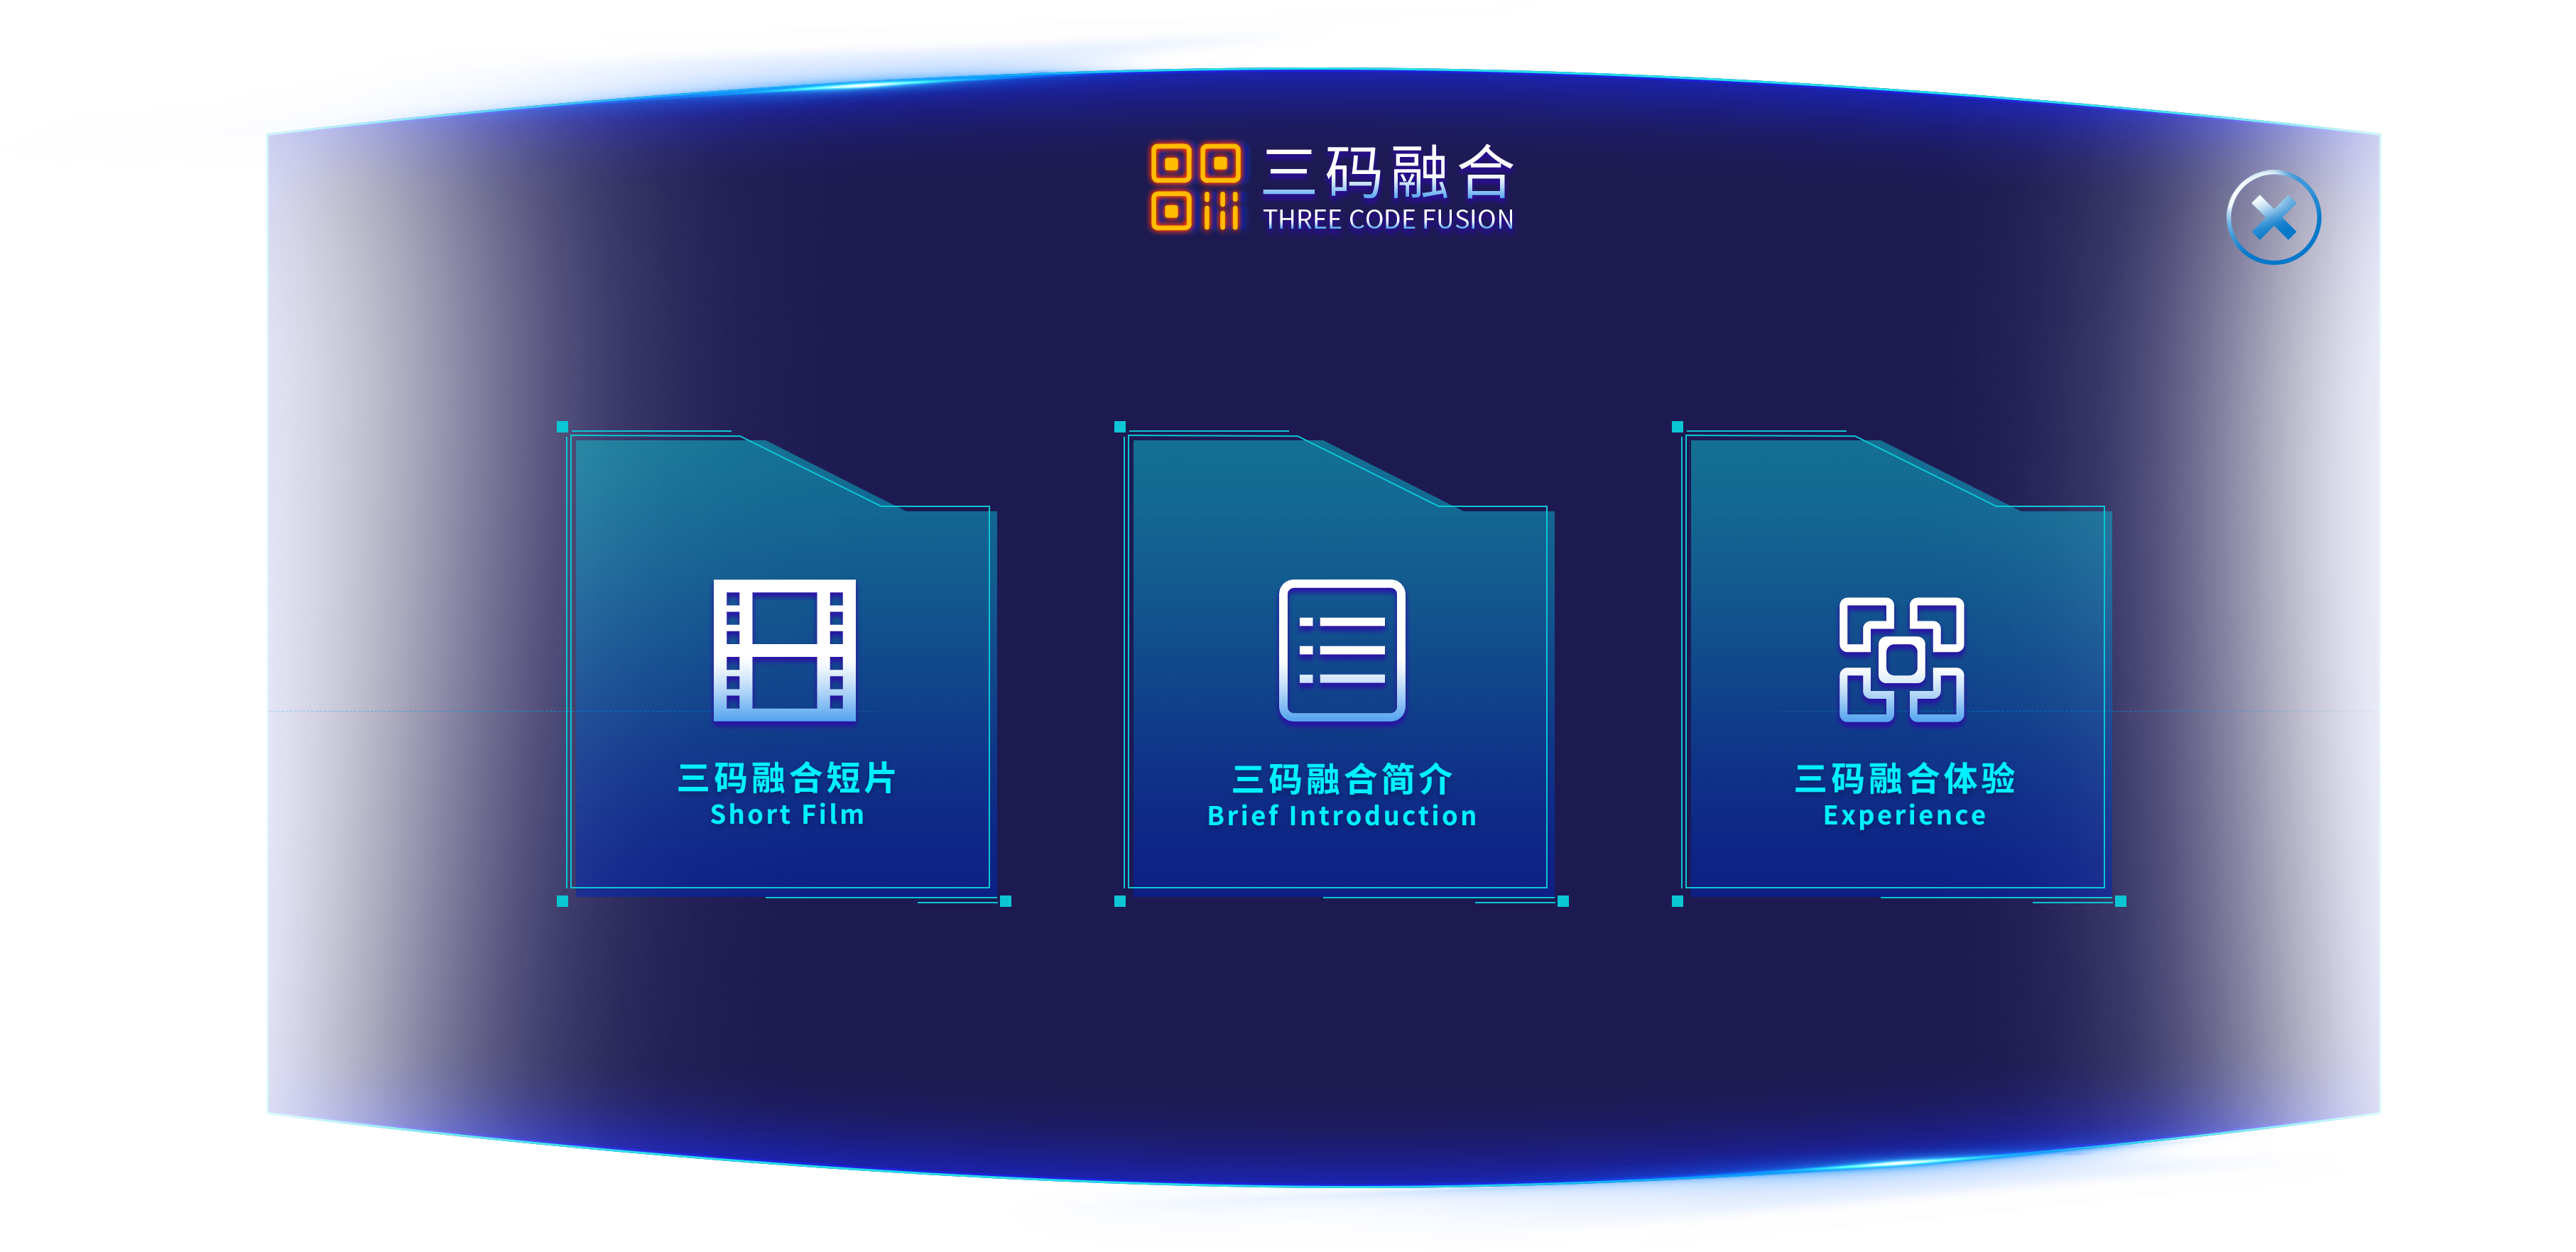 三码融合
THREE CODE FUSION
三码融合短片
Short Film
三码融合简介
Brief Introduction
三码融合体验
Experience